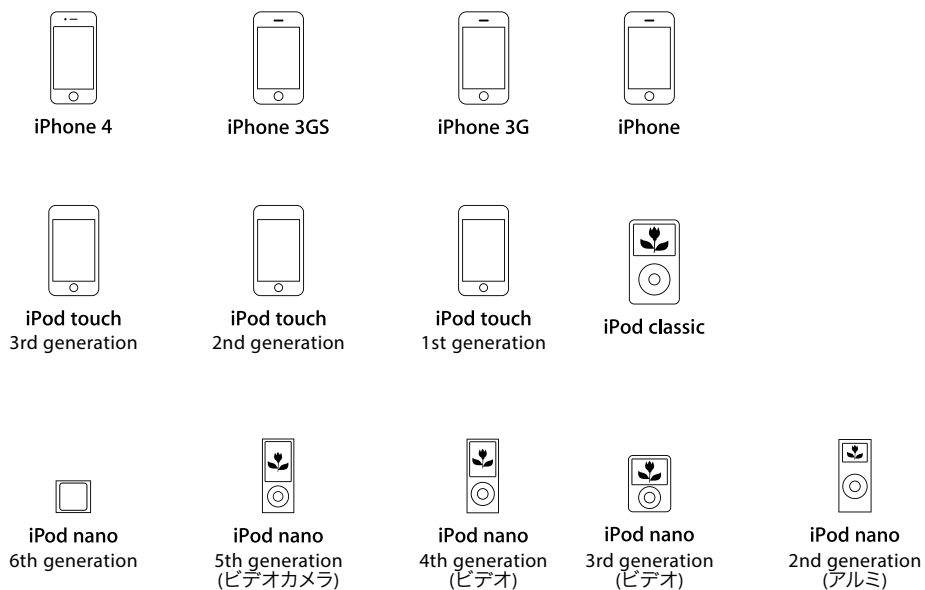 iPhone 4
iPhone 3GS
iPhone 3G
iPhone
iPod touch
3rd generation
iPod touch
2nd generation
iPod touch
1st generation
iPod classic
iPod nano
6th generation
iPod nano
5th generation
(ビデオカメラ)
iPod nano
4th generation
(ビデオ)
iPod nano
3rd generation
(ビデオ)
iPod nano
2nd generation
(アルミ)